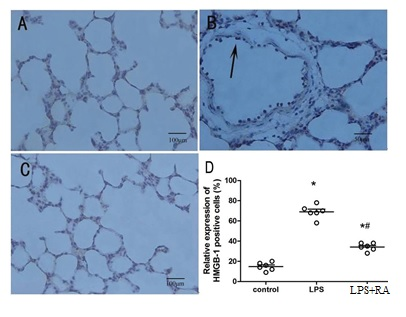 A
100μm
B
C
D
Relative expression of
HMGB-1 positive cells (%)
100
80
60
40
20
0
*
*#
control
LPS
LPS+RA